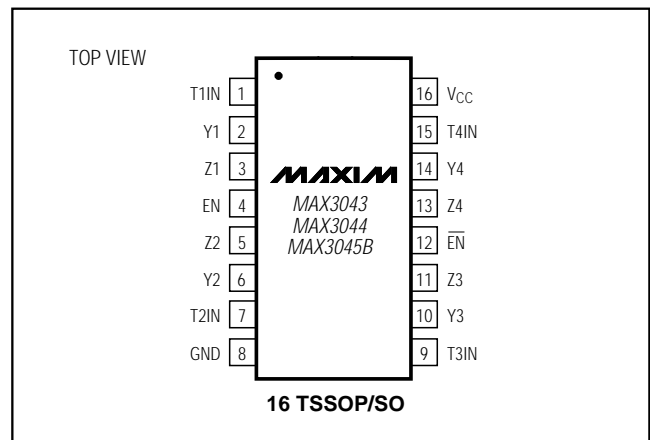 TOP VIEW
T1IN 1 16 VCC
Y1 2 15 T4IN
Z1 3 14 Y4
MAXIM
EN 4 MAX3043 13 Z4
MAX3044
Z2 5 MAX3045B 12 E̅N̅
Y2 6 11 Z3
T2IN 7 10 Y3
GND 8 9 T3IN
16 TSSOP/SO